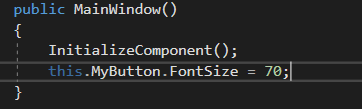 public MainWindow()
{
    InitializeComponent();
    this.MyButton.FontSize = 70;
}